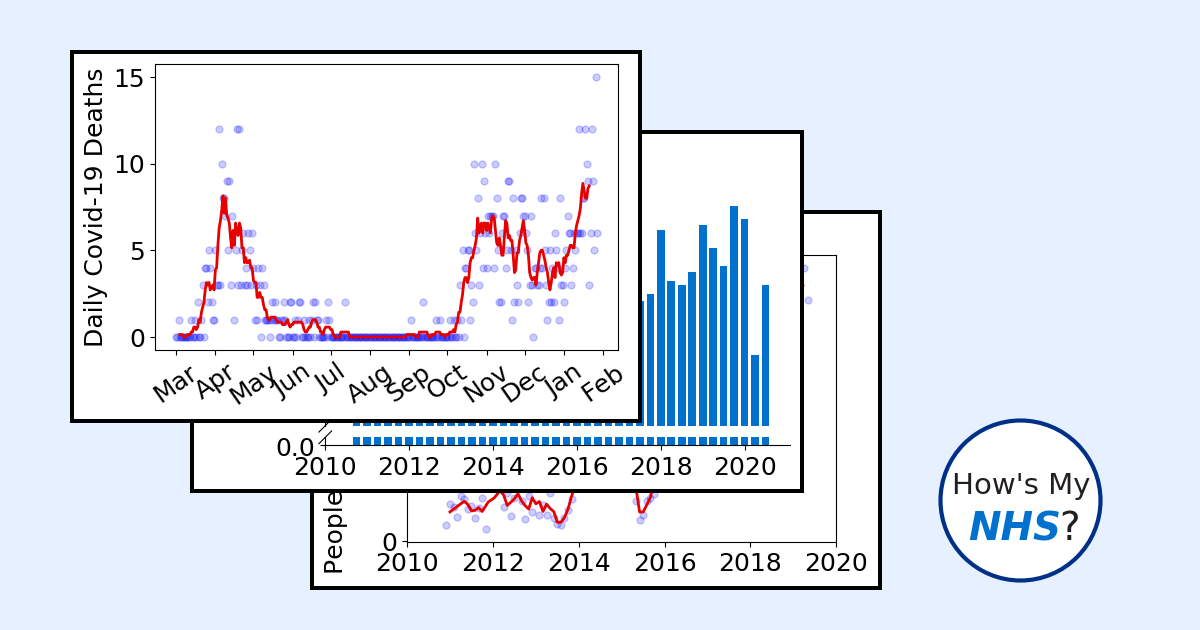 Daily Covid-19 Deaths
15
10
5
0
Mar Apr May Jun Jul Aug Sep Oct Nov Dec Jan Feb
0.0
2010 2012 2014 2016 2018 2020
People
0
2010 2012 2014 2016 2018 2020
How's My
NHS?